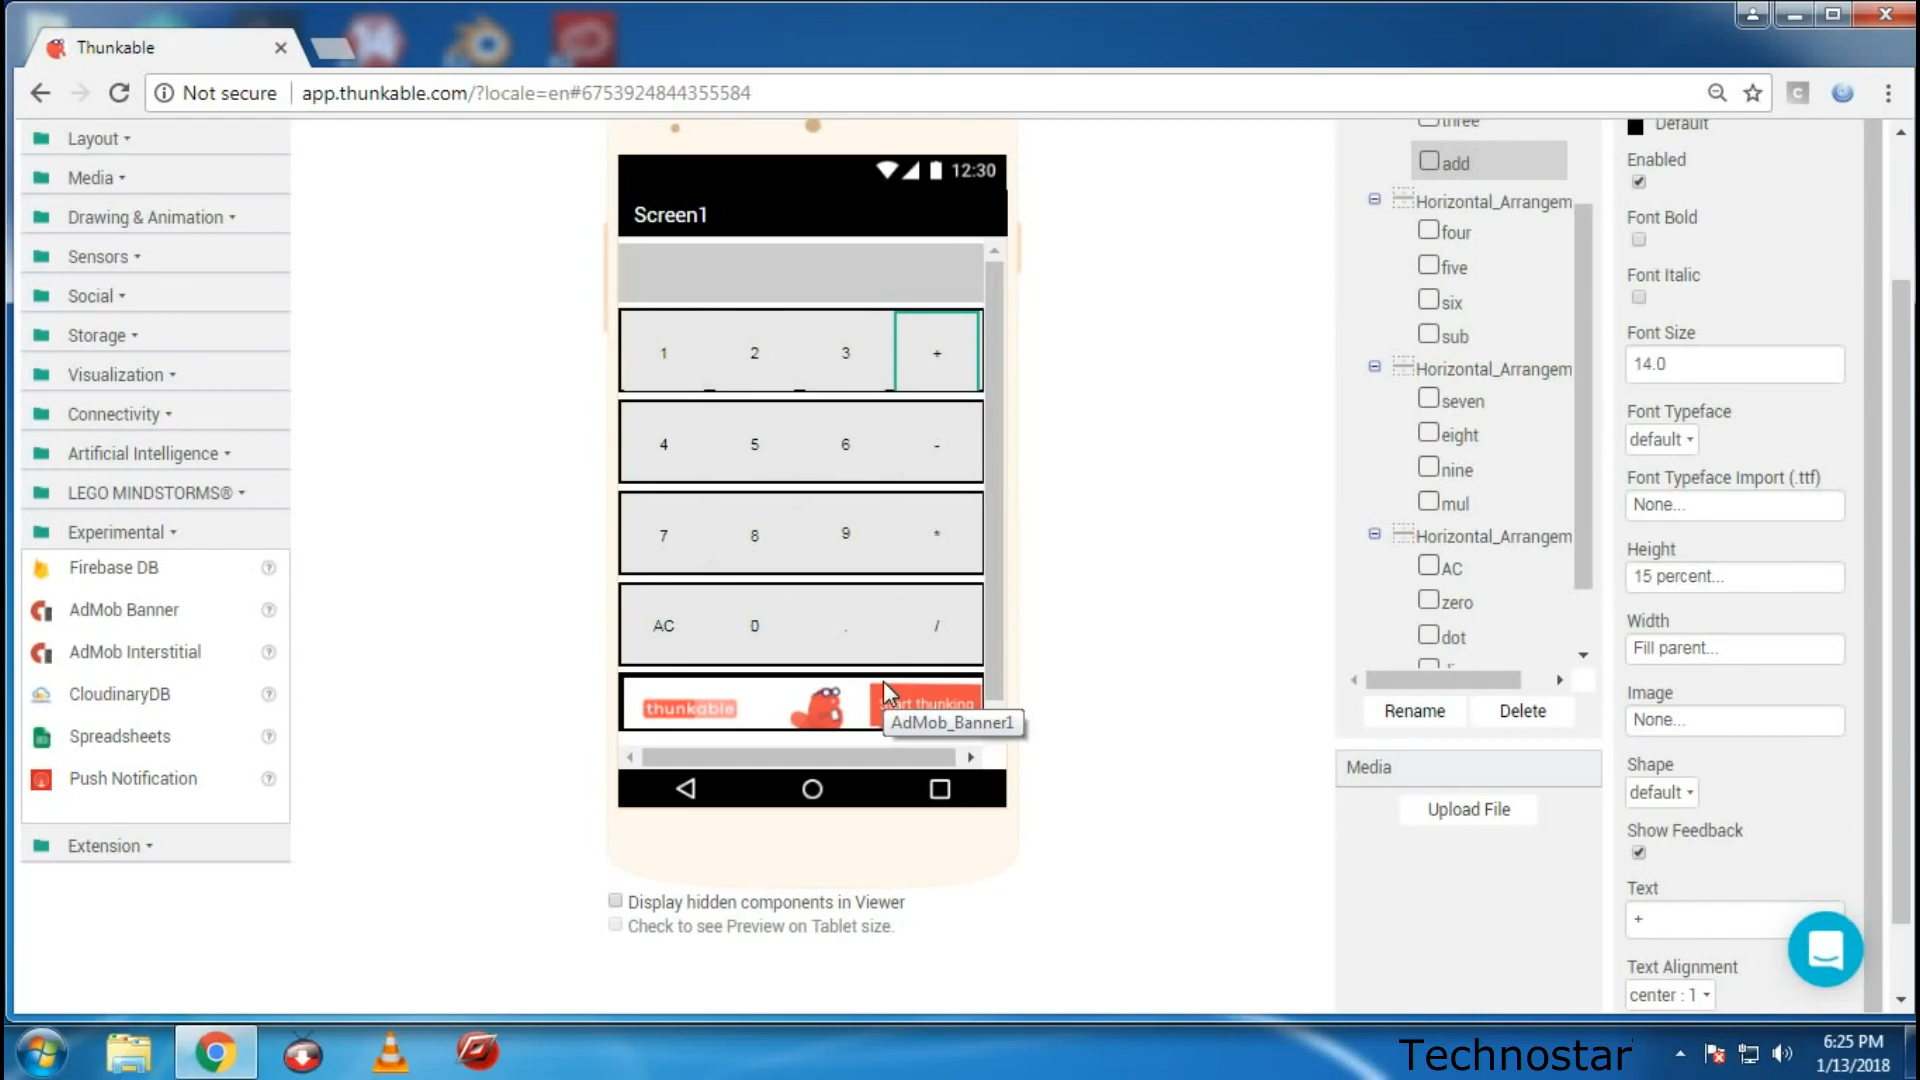 Thunkable
Not secure
app.thunkable.com/?locale=en#6753924844355584
Layout
Media
Drawing & Animation
Sensors
Social
Storage
Visualization
Connectivity
Artificial Intelligence
LEGO MINDSTORMS®
Experimental
Firebase DB
AdMob Banner
AdMob Interstitial
CloudinaryDB
Spreadsheets
Push Notification
Extension
12:30
Screen1
1 2 3 +
4 5 6 -
7 8 9 *
AC 0 . /
thunkable
Start thunking
AdMob_Banner1
Display hidden components in Viewer
Check to see Preview on Tablet size.
three
add
Horizontal_Arrangem
four
five
six
sub
Horizontal_Arrangem
seven
eight
nine
mul
Horizontal_Arrangem
AC
zero
dot
Rename
Delete
Media
Upload File
Default
Enabled
Font Bold
Font Italic
Font Size
14.0
Font Typeface
default
Font Typeface Import (.ttf)
None...
Height
15 percent...
Width
Fill parent...
Image
None...
Shape
default
Show Feedback
Text
+
Text Alignment
center : 1
Technostar
6:25 PM
1/13/2018